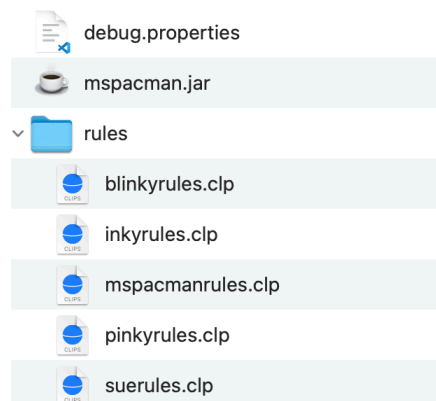 debug.properties
mspacman.jar
rules
blinkyrules.clp
CLIPS
inkyrules.clp
CLIPS
mspacmanrules.clp
CLIPS
pinkyrules.clp
CLIPS
suerules.clp